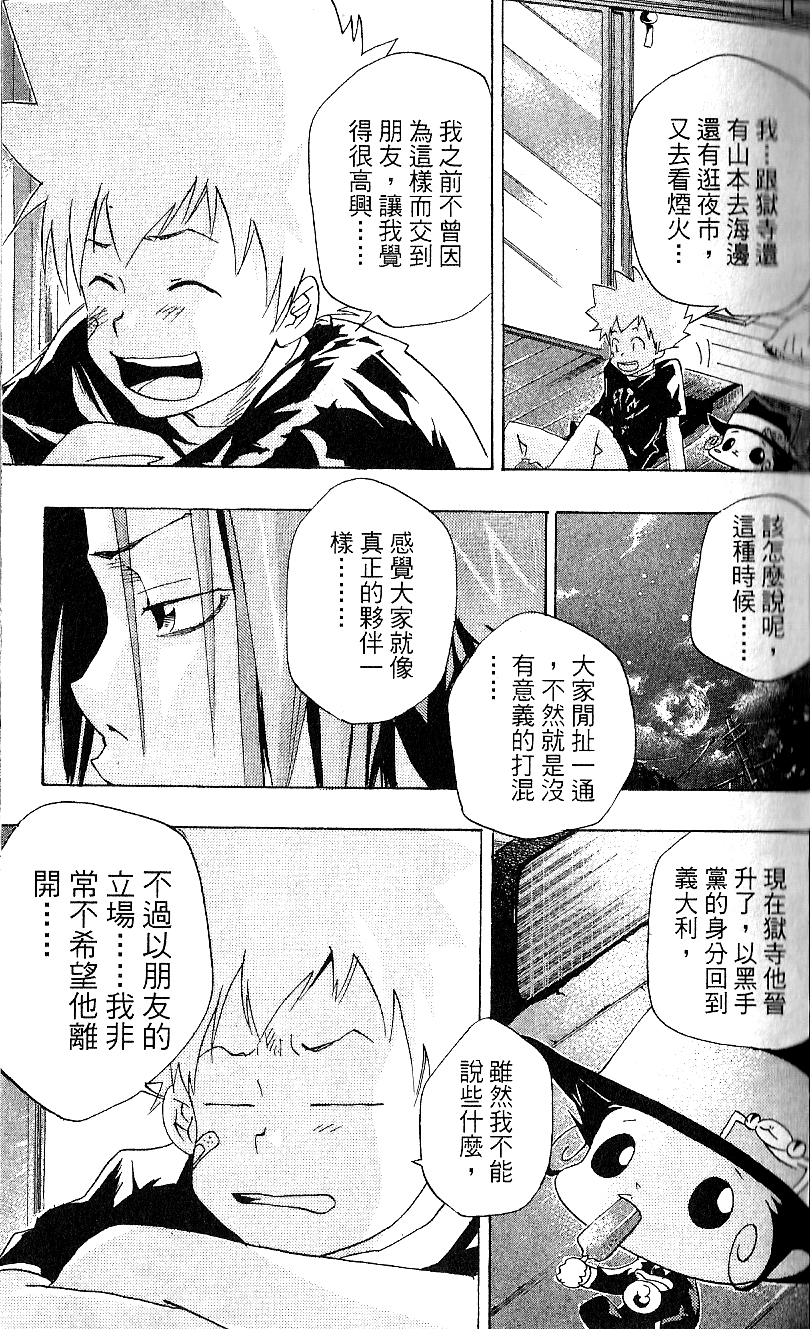 我…跟獄寺還
有山本去海邊
還有逛夜市，
又去看煙火…
我之前不曾因
為這樣而交到
朋友，讓我覺
得很高興……
該怎麼說呢，
這種時候……
大家閒扯一通
，不然就是沒
有意義的打混
……
感覺大家就像
真正的夥伴一
樣………
現在獄寺他晉
升了，以黑手
黨的身分回到
義大利，
雖然我不能
說些什麼，
不過以朋友的
立場……我非
常不希望他離
開……